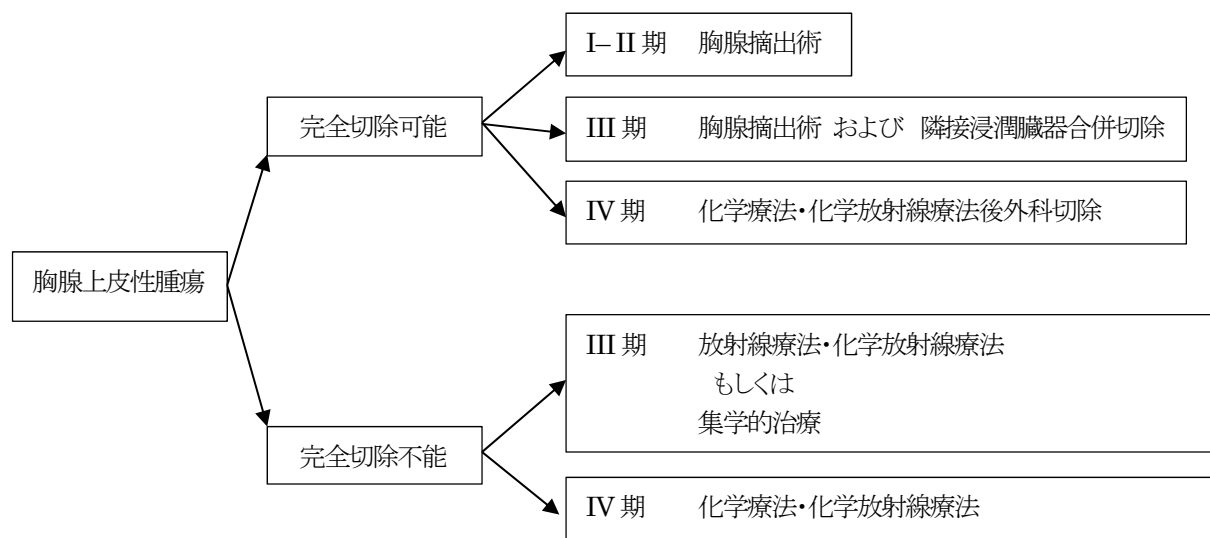 I–II 期 胸腺摘出術
完全切除可能
III 期 胸腺摘出術 および 隣接浸潤臓器合併切除
IV 期 化学療法・化学放射線療法後外科切除
胸腺上皮性腫瘍
III 期 放射線療法・化学放射線療法
もしくは
集学的治療
完全切除不能
IV 期 化学療法・化学放射線療法